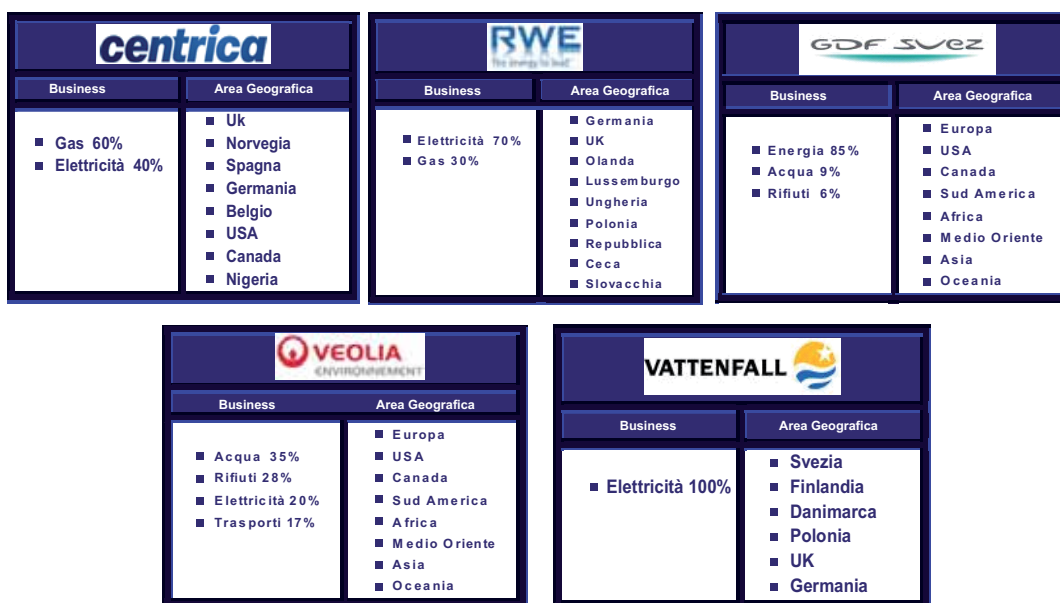 centrica
Business
Area Geografica
Gas 60%
Elettricità 40%
Uk
Norvegia
Spagna
Germania
Belgio
USA
Canada
Nigeria
RWE
The energy to lead
Business
Area Geografica
Elettricità 70%
Gas 30%
Germania
UK
Olanda
Lussemburgo
Ungheria
Polonia
Repubblica
Ceca
Slovacchia
GDF SUEZ
Business
Area Geografica
Energia 85%
Acqua 9%
Rifiuti 6%
Europa
USA
Canada
Sud America
Africa
Medio Oriente
Asia
Oceania
VEOLIA
ENVIRONNEMENT
Business
Area Geografica
Acqua 35%
Rifiuti 28%
Elettricità 20%
Trasporti 17%
Europa
USA
Canada
Sud America
Africa
Medio Oriente
Asia
Oceania
VATTENFALL
Business
Area Geografica
Elettricità 100%
Svezia
Finlandia
Danimarca
Polonia
UK
Germania